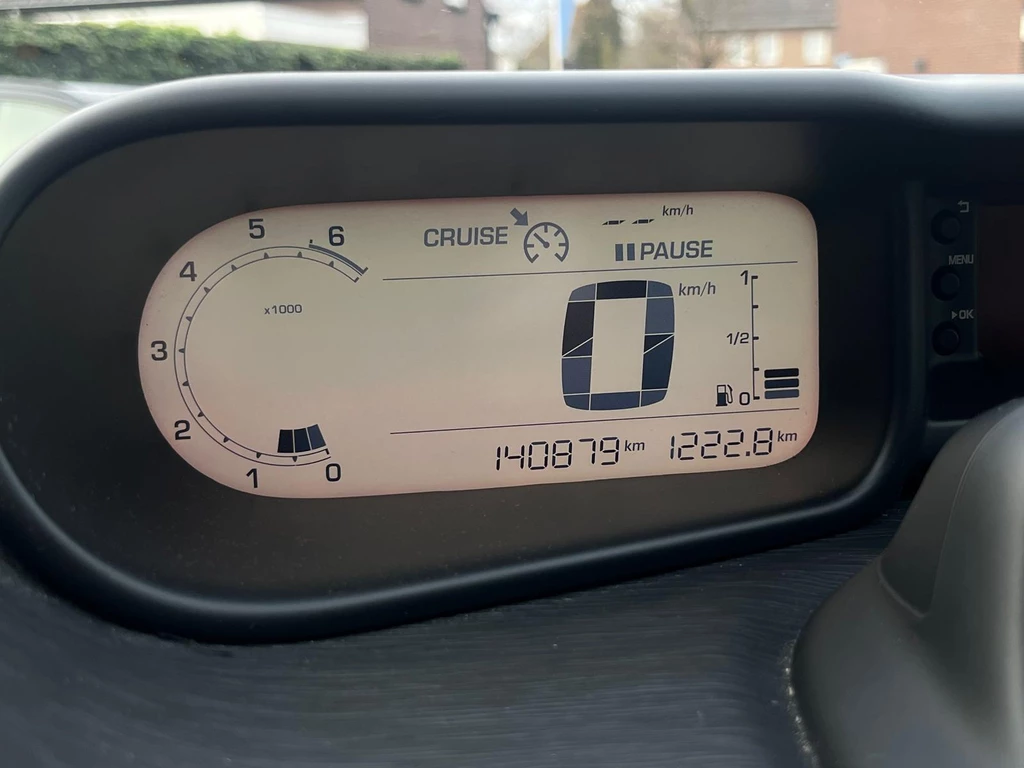 5 6
4
x1000
3
2
1 0
CRUISE -- km/h
PAUSE
0 km/h
1
1/2
0
140879 km 1222.8 km
MENU
OK